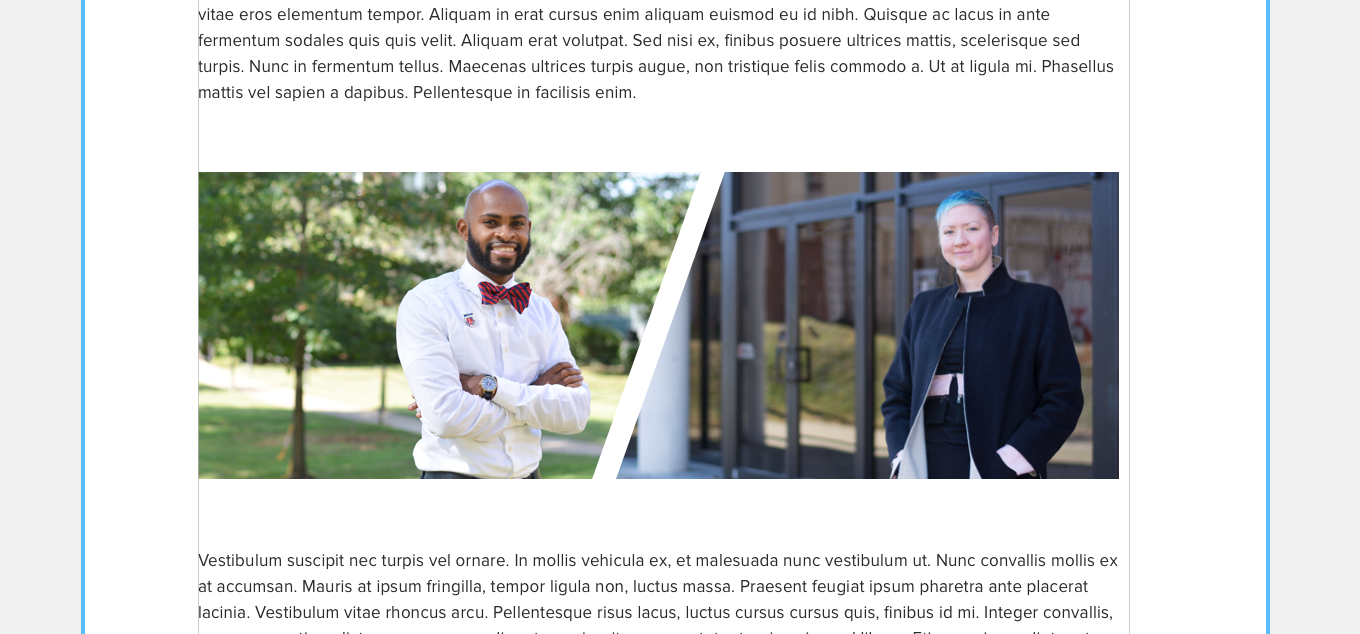 vitae eros elementum tempor. Aliquam in erat cursus enim aliquam euismod eu id nibh. Quisque ac lacus in ante
fermentum sodales quis quis velit. Aliquam erat volutpat. Sed nisi ex, finibus posuere ultrices mattis, scelerisque sed
turpis. Nunc in fermentum tellus. Maecenas ultrices turpis augue, non tristique felis commodo a. Ut at ligula mi. Phasellus
mattis vel sapien a dapibus. Pellentesque in facilisis enim.
Vestibulum suscipit nec turpis vel ornare. In mollis vehicula ex, et malesuada nunc vestibulum ut. Nunc convallis mollis ex
at accumsan. Mauris at ipsum fringilla, tempor ligula non, luctus massa. Praesent feugiat ipsum pharetra ante placerat
lacinia. Vestibulum vitae rhoncus arcu. Pellentesque risus lacus, luctus cursus cursus quis, finibus id mi. Integer convallis,